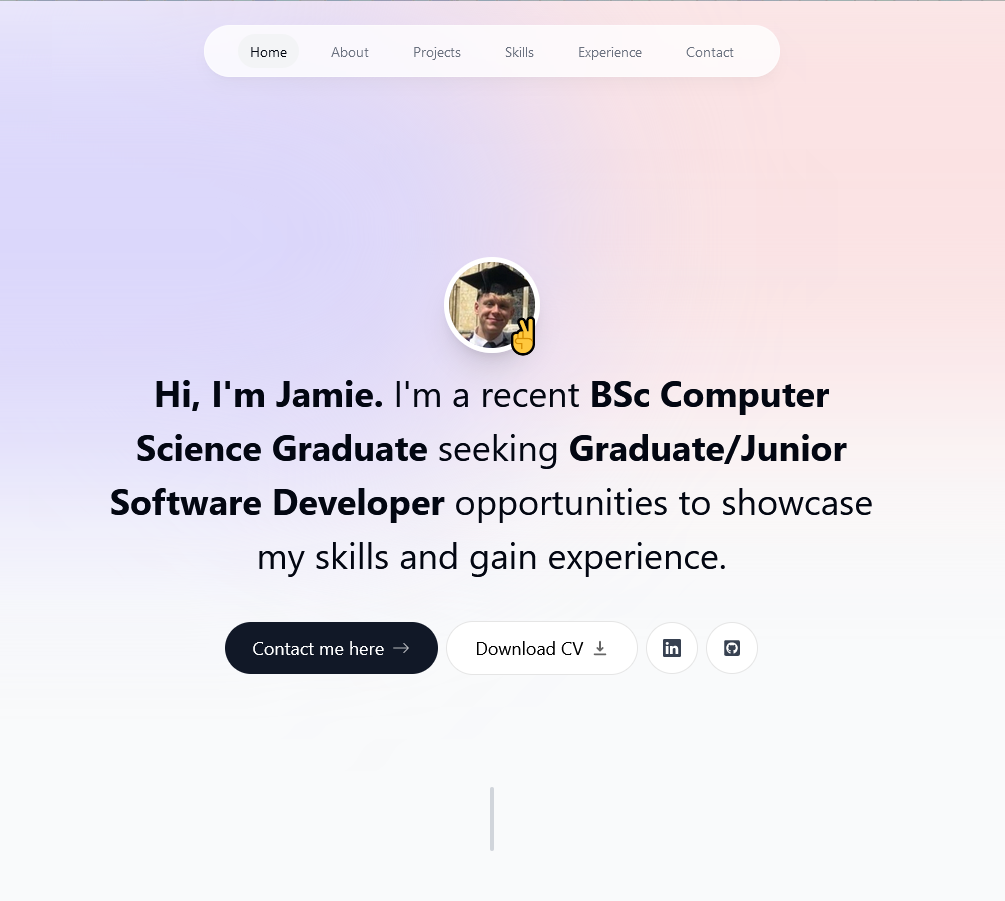 Home About Projects Skills Experience Contact
Hi, I'm Jamie. I'm a recent BSc Computer
Science Graduate seeking Graduate/Junior
Software Developer opportunities to showcase
my skills and gain experience.
Contact me here Download CV in